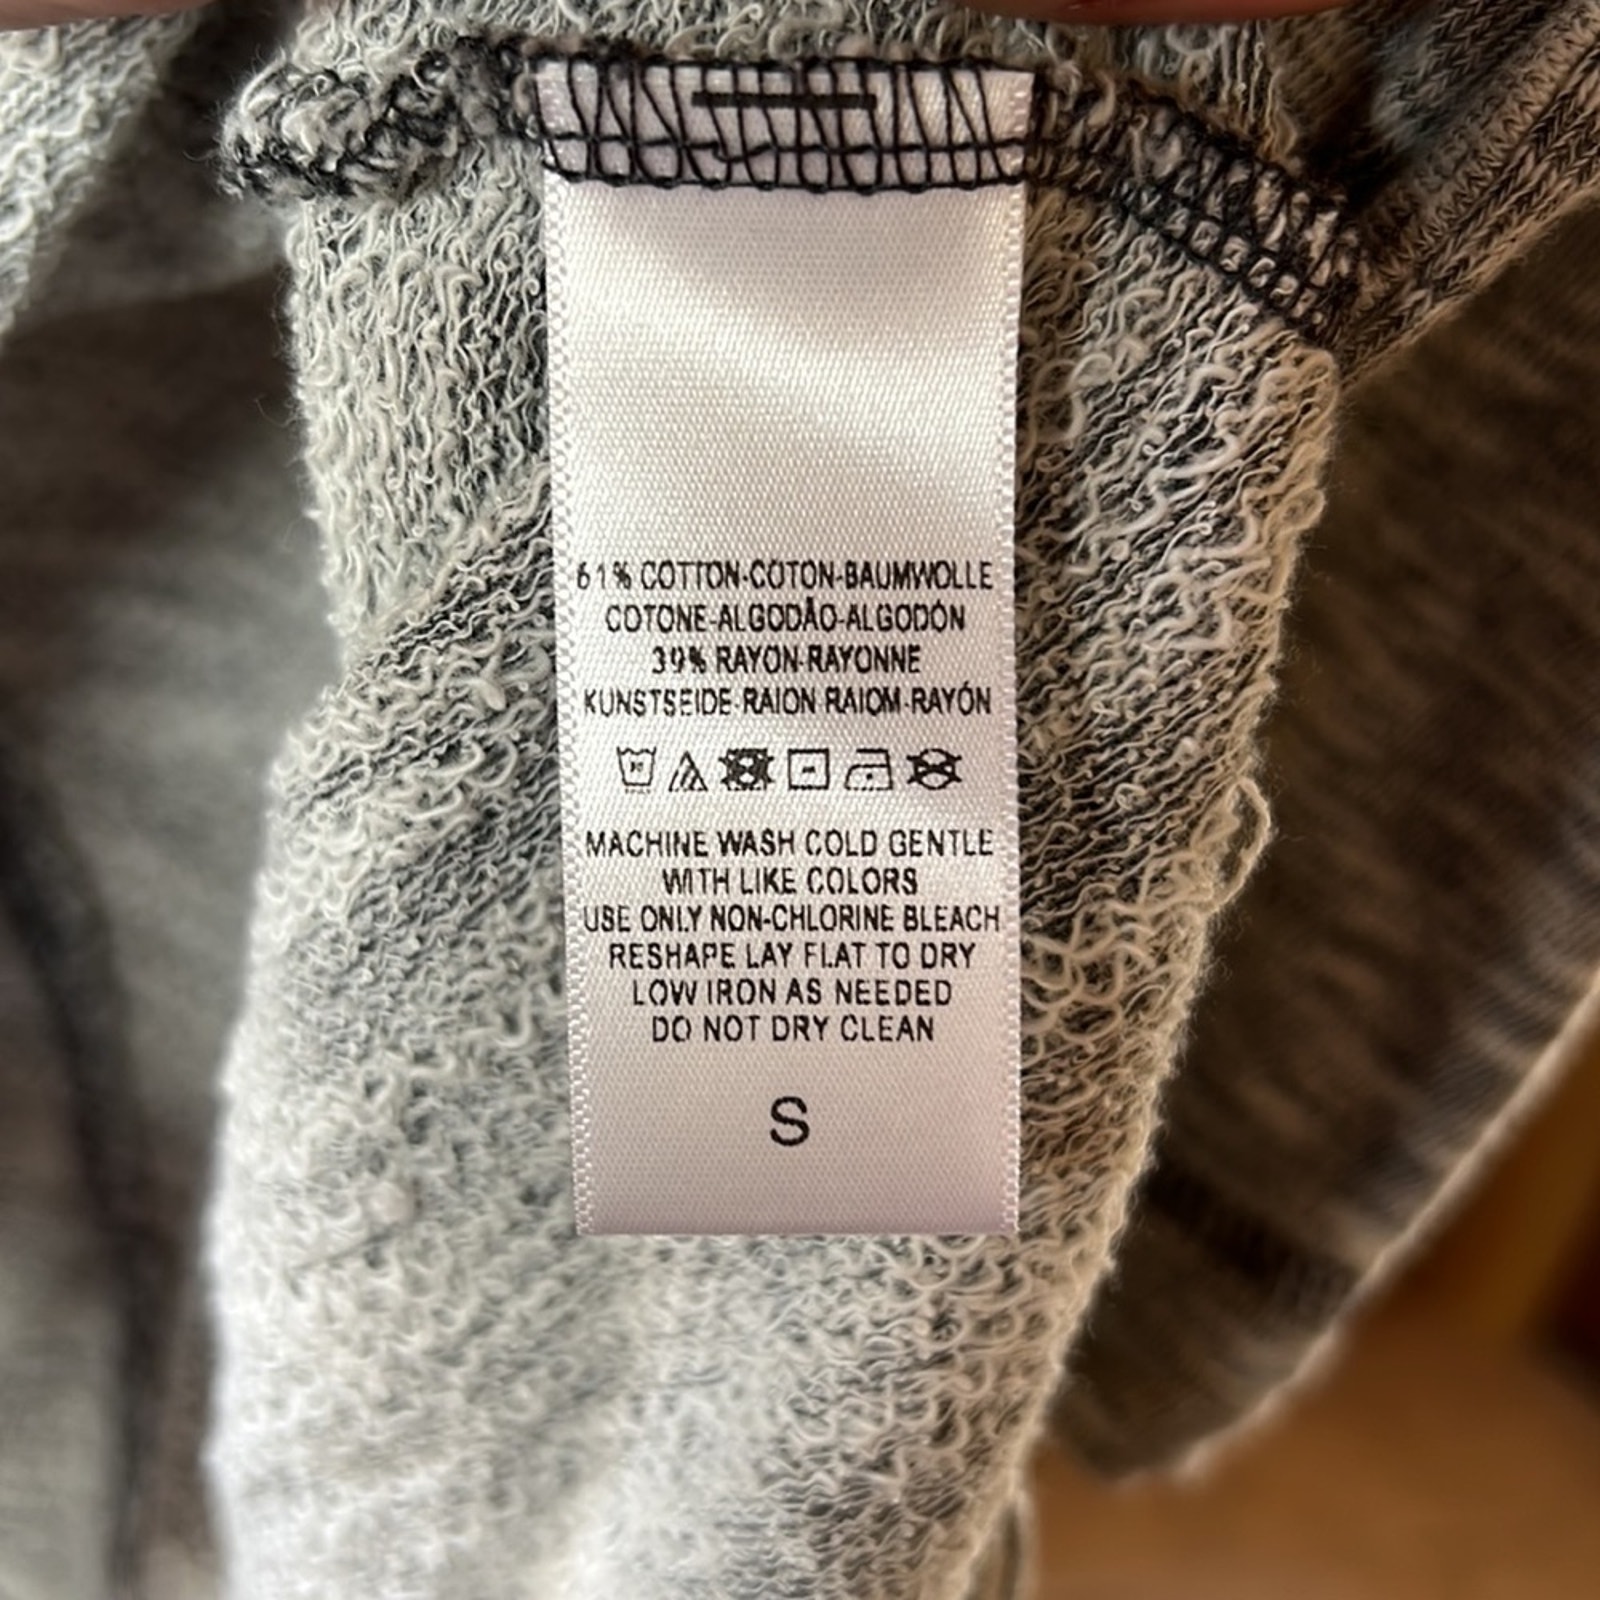 61% COTTON-COTON-BAUMWOLLE
COTONE-ALGODÃO-ALGODÓN
39% RAYON-RAYONNE
KUNSTSEIDE-RAION RAIOM-RAYÓN
MACHINE WASH COLD GENTLE
WITH LIKE COLORS
USE ONLY NON-CHLORINE BLEACH
RESHAPE LAY FLAT TO DRY
LOW IRON AS NEEDED
DO NOT DRY CLEAN
S